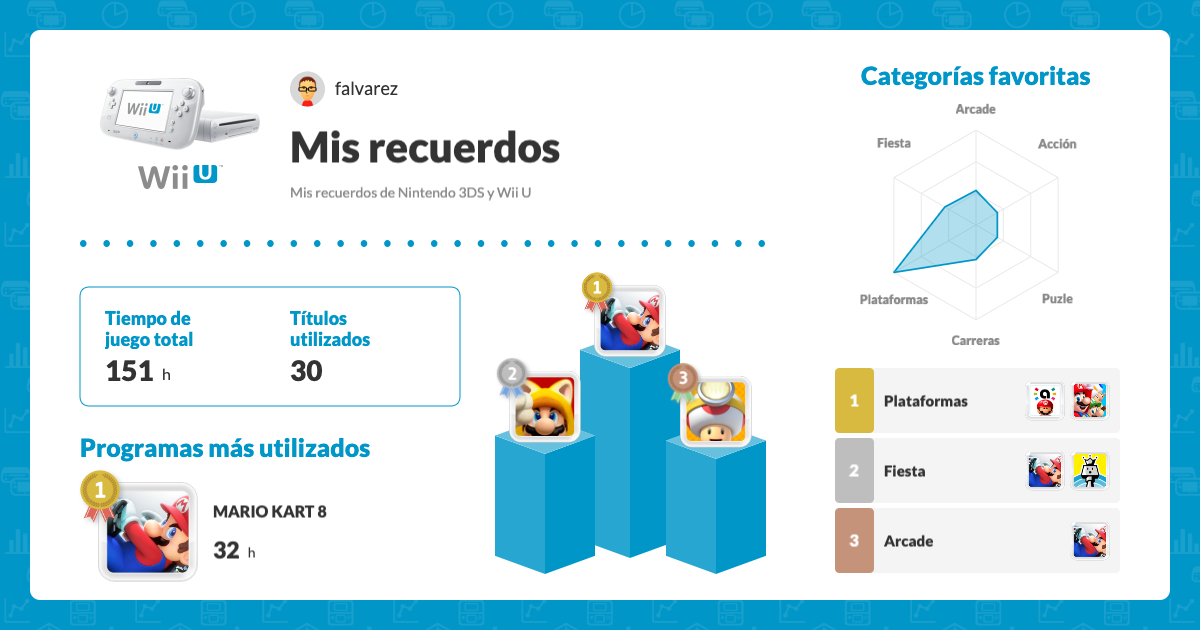 Wii U
Wii U™
falvarez
Mis recuerdos
Mis recuerdos de Nintendo 3DS y Wii U
Tiempo de
juego total
151 h
Títulos
utilizados
30
Programas más utilizados
1
MARIO KART 8
32 h
1
2
3
Categorías favoritas
Arcade
Fiesta
Acción
Plataformas
Puzle
Carreras
1 Plataformas
2 Fiesta
3 Arcade